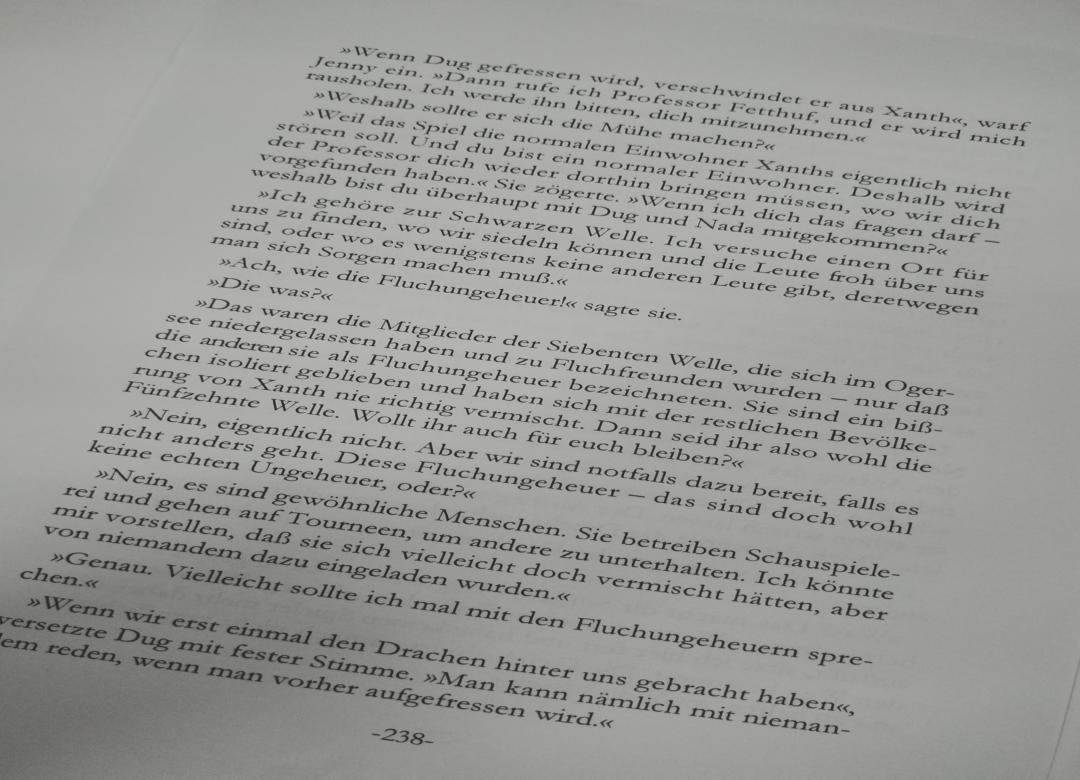 »Wenn Dug gefressen wird, verschwindet er aus Xanth«, warf
Jenny ein. »Dann rufe ich Professor Fetthuf, und er wird mich
rausholen. Ich werde ihn bitten, dich mitzunehmen.«
»Weshalb sollte er sich die Mühe machen?«
»Weil das Spiel die normalen Einwohner Xanths eigentlich nicht
stören soll. Und du bist ein normaler Einwohner. Deshalb wird
der Professor dich wieder dorthin bringen müssen, wo wir dich
vorgefunden haben.« Sie zögerte. »Wenn ich dich das fragen darf –
weshalb bist du überhaupt mit Dug und Nada mitgekommen?«
»Ich gehöre zur Schwarzen Welle. Ich versuche einen Ort für
uns zu finden, wo wir siedeln können und die Leute froh über uns
sind, oder wo es wenigstens keine anderen Leute gibt, deretwegen
man sich Sorgen machen muß.«
»Ach, wie die Fluchungeheuer!« sagte sie.
»Die was?«
»Das waren die Mitglieder der Siebenten Welle, die sich im Oger-
see niedergelassen haben und zu Fluchfreunden wurden – nur daß
die anderen sie als Fluchungeheuer bezeichneten. Sie sind ein biß-
chen isoliert geblieben und haben sich mit der restlichen Bevölke-
rung von Xanth nie richtig vermischt. Dann seid ihr also wohl die
Fünfzehnte Welle. Wollt ihr auch für euch bleiben?«
»Nein, eigentlich nicht. Aber wir sind notfalls dazu bereit, falls es
nicht anders geht. Diese Fluchungeheuer – das sind doch wohl
keine echten Ungeheuer, oder?«
»Nein, es sind gewöhnliche Menschen. Sie betreiben Schauspiele-
rei und gehen auf Tourneen, um andere zu unterhalten. Ich könnte
mir vorstellen, daß sie sich vielleicht doch vermischt hätten, aber
von niemandem dazu eingeladen wurden.«
»Genau. Vielleicht sollte ich mal mit den Fluchungeheuern spre-
chen.«
»Wenn wir erst einmal den Drachen hinter uns gebracht haben«,
versetzte Dug mit fester Stimme. »Man kann nämlich mit nieman-
dem reden, wenn man vorher aufgefressen wird.«
-238-